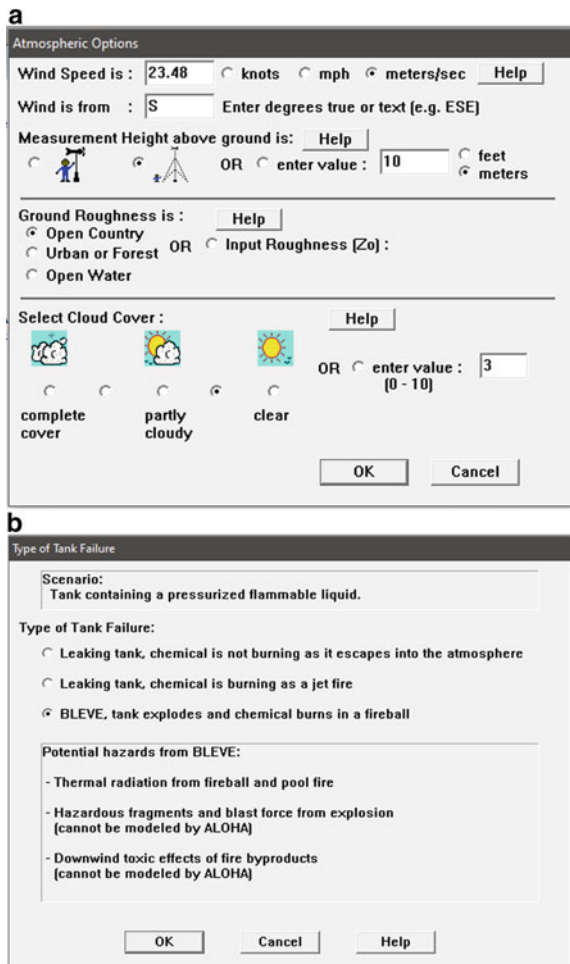 a
Atmospheric Options
Wind Speed is : 23.48 knots mph meters/sec Help
Wind is from : S Enter degrees true or text (e.g. ESE)
Measurement Height above ground is: Help
OR enter value : 10 feet
meters
Ground Roughness is : Help
Open Country
Urban or Forest OR Input Roughness (Zo) :
Open Water
Select Cloud Cover : Help
OR enter value : 3
(0 - 10)
complete cover partly cloudy clear
OK Cancel
b
Type of Tank Failure
Scenario:
Tank containing a pressurized flammable liquid.
Type of Tank Failure:
Leaking tank, chemical is not burning as it escapes into the atmosphere
Leaking tank, chemical is burning as a jet fire
BLEVE, tank explodes and chemical burns in a fireball
Potential hazards from BLEVE:
- Thermal radiation from fireball and pool fire
- Hazardous fragments and blast force from explosion
(cannot be modeled by ALOHA)
- Downwind toxic effects of fire byproducts
(cannot be modeled by ALOHA)
OK Cancel Help